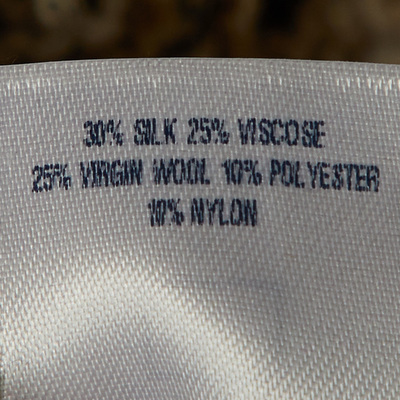 30% SILK 25% VISCOSE
25% VIRGIN WOOL 10% POLYESTER
10% NYLON